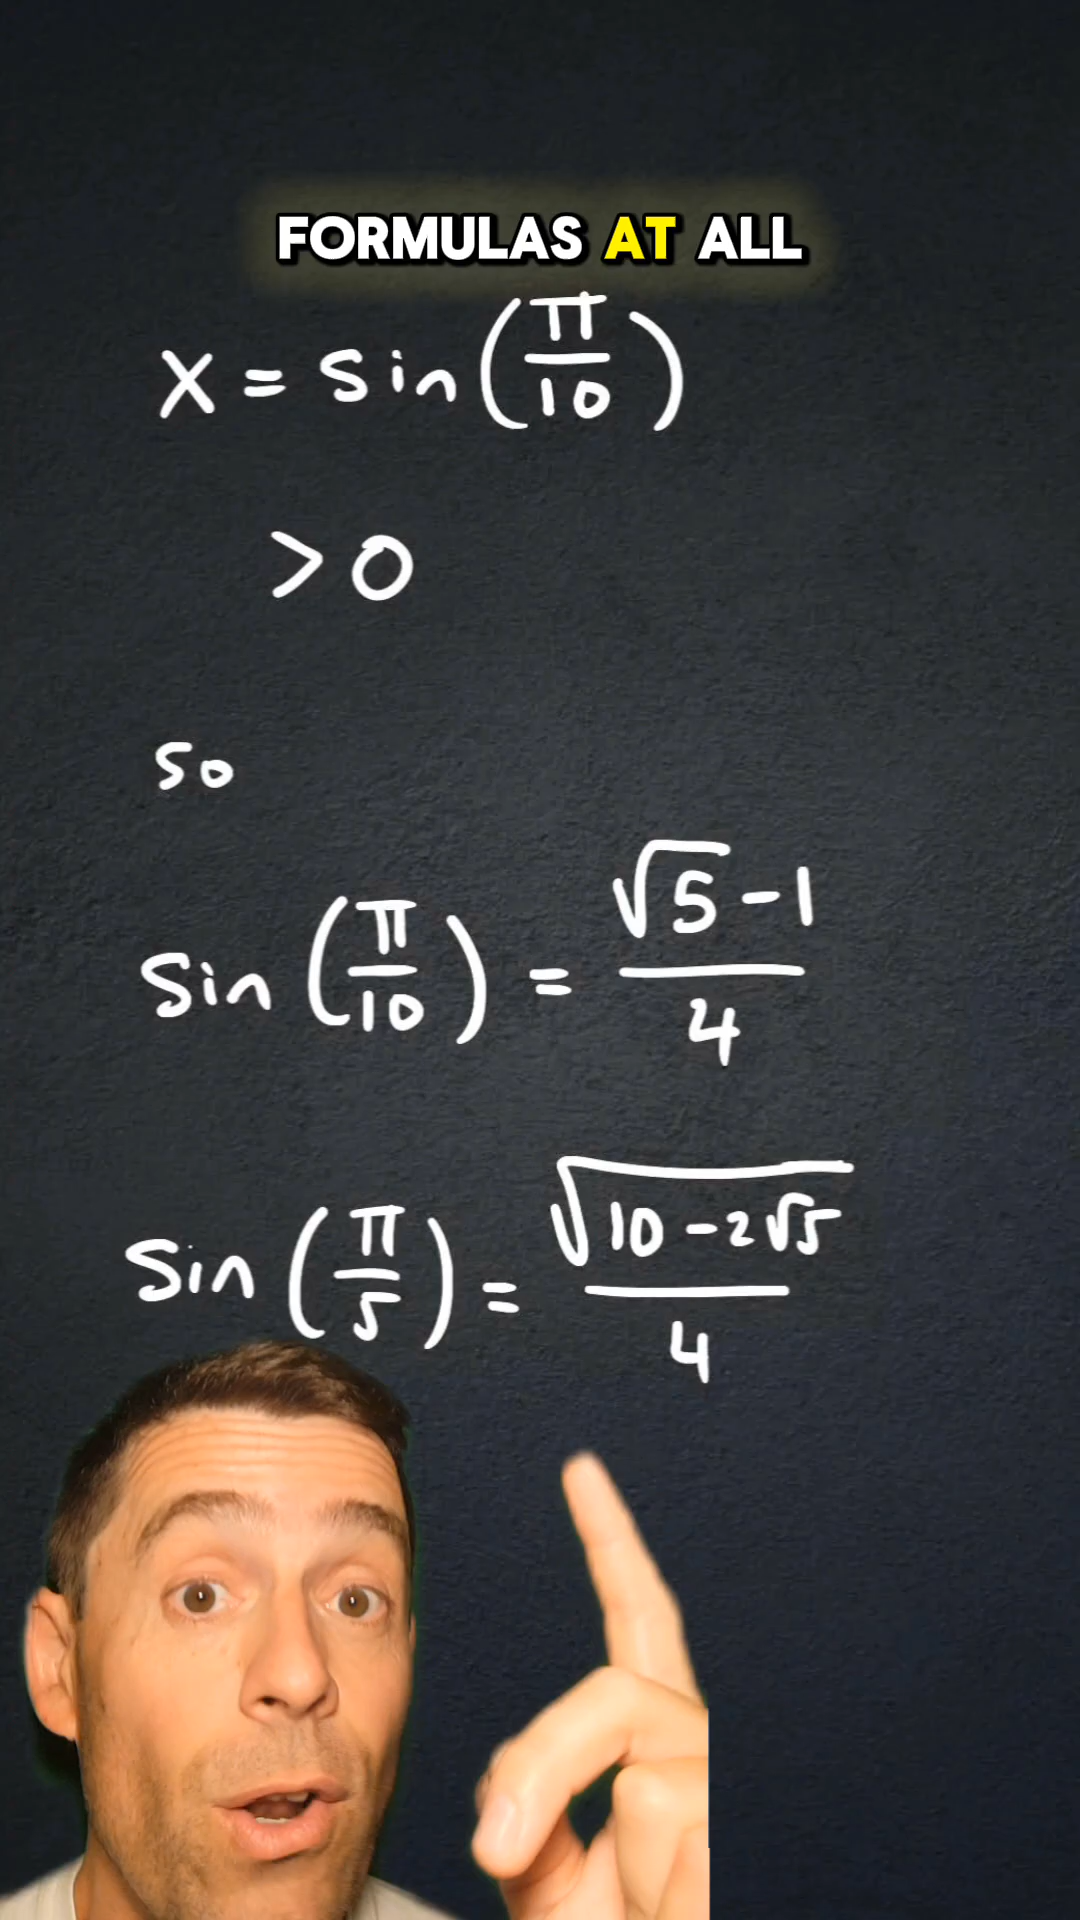 FORMULAS AT ALL
x = sin(π/10)
> 0
so
sin(π/10) = (√5 - 1)/4
sin(π/5) = √(10 - 2√5)/4